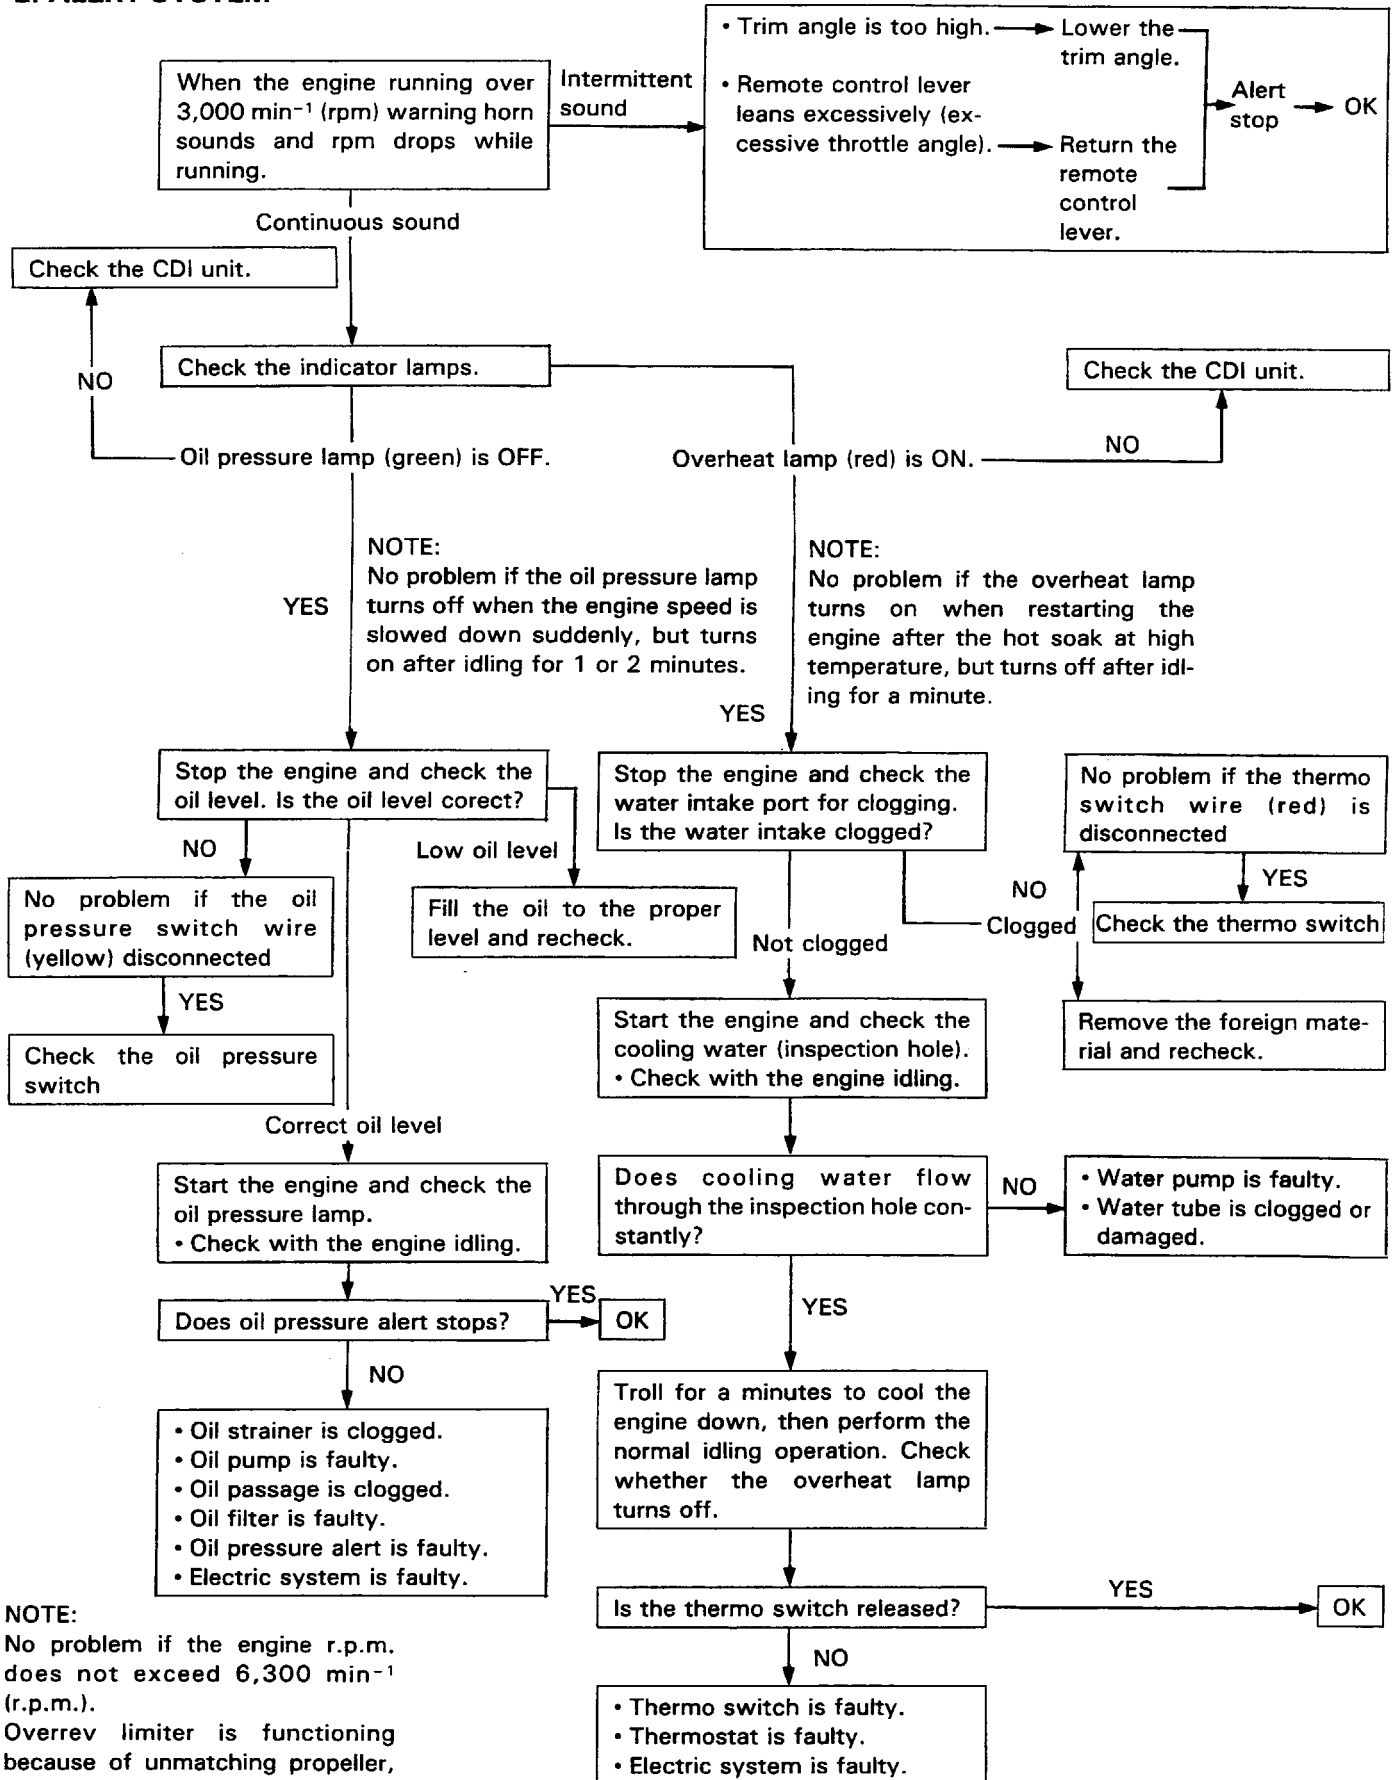 • Trim angle is too high.
Lower the
trim angle.
• Remote control lever
leans excessively (ex-
cessive throttle angle).
Return the
remote
control
lever.
Alert
stop
OK
When the engine running over
3,000 min⁻¹ (rpm) warning horn
sounds and rpm drops while
running.
Intermittent
sound
Continuous sound
Check the CDI unit.
NO
Check the indicator lamps.
Check the CDI unit.
NO
Oil pressure lamp (green) is OFF.
Overheat lamp (red) is ON.
NOTE:
No problem if the oil pressure lamp
turns off when the engine speed is
slowed down suddenly, but turns
on after idling for 1 or 2 minutes.
YES
NOTE:
No problem if the overheat lamp
turns on when restarting the
engine after the hot soak at high
temperature, but turns off after idl-
ing for a minute.
YES
Stop the engine and check the
oil level. Is the oil level corect?
NO
Low oil level
No problem if the oil
pressure switch wire
(yellow) disconnected
YES
Check the oil pressure
switch
Fill the oil to the proper
level and recheck.
Correct oil level
Start the engine and check the
oil pressure lamp.
• Check with the engine idling.
Does oil pressure alert stops?
YES
OK
NO
• Oil strainer is clogged.
• Oil pump is faulty.
• Oil passage is clogged.
• Oil filter is faulty.
• Oil pressure alert is faulty.
• Electric system is faulty.
Stop the engine and check the
water intake port for clogging.
Is the water intake clogged?
Not clogged
NO
Clogged
No problem if the thermo
switch wire (red) is
disconnected
YES
Check the thermo switch
Remove the foreign mate-
rial and recheck.
Start the engine and check the
cooling water (inspection hole).
• Check with the engine idling.
Does cooling water flow
through the inspection hole con-
stantly?
NO
• Water pump is faulty.
• Water tube is clogged or
damaged.
YES
Troll for a minutes to cool the
engine down, then perform the
normal idling operation. Check
whether the overheat lamp
turns off.
Is the thermo switch released?
YES
OK
NO
• Thermo switch is faulty.
• Thermostat is faulty.
• Electric system is faulty.
NOTE:
No problem if the engine r.p.m.
does not exceed 6,300 min⁻¹
(r.p.m.).
Overrev limiter is functioning
because of unmatching propeller,